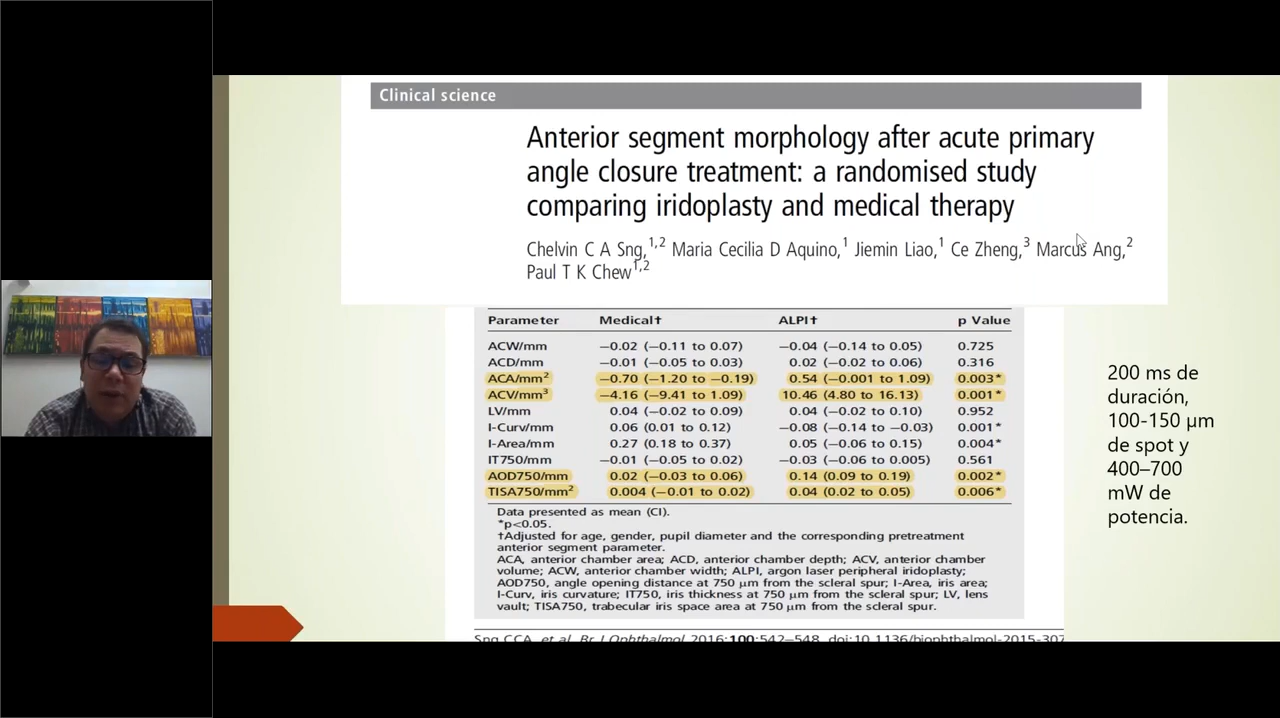 Clinical science
Anterior segment morphology after acute primary
angle closure treatment: a randomised study
comparing iridoplasty and medical therapy
Chelvin C A Sng,1,2 Maria Cecilia D Aquino,1 Jiemin Liao,1 Ce Zheng,3 Marcus Ang,2
Paul T K Chew1,2
Parameter Medical† ALPI† p Value
ACW/mm −0.02 (−0.11 to 0.07) −0.04 (−0.14 to 0.05) 0.725
ACD/mm −0.01 (−0.05 to 0.03) 0.02 (−0.02 to 0.06) 0.316
ACA/mm2 −0.70 (−1.20 to −0.19) 0.54 (−0.001 to 1.09) 0.003*
ACV/mm3 −4.16 (−9.41 to 1.09) 10.46 (4.80 to 16.13) 0.001*
LV/mm 0.04 (−0.02 to 0.09) 0.04 (−0.02 to 0.10) 0.952
I-Curv/mm 0.06 (0.01 to 0.12) −0.08 (−0.14 to −0.03) 0.001*
I-Area/mm 0.27 (0.18 to 0.37) 0.05 (−0.06 to 0.15) 0.004*
IT750/mm −0.01 (−0.05 to 0.02) −0.03 (−0.06 to 0.005) 0.561
AOD750/mm 0.02 (−0.03 to 0.06) 0.14 (0.09 to 0.19) 0.002*
TISA750/mm2 0.004 (−0.01 to 0.02) 0.04 (0.02 to 0.05) 0.006*
Data presented as mean (CI).
*p<0.05.
†Adjusted for age, gender, pupil diameter and the corresponding pretreatment
anterior segment parameter.
ACA, anterior chamber area; ACD, anterior chamber depth; ACV, anterior chamber
volume; ACW, anterior chamber width; ALPI, argon laser peripheral iridoplasty;
AOD750, angle opening distance at 750 μm from the scleral spur; I-Area, iris area;
I-Curv, iris curvature; IT750, iris thickness at 750 μm from the scleral spur; LV, lens
vault; TISA750, trabecular iris space area at 750 μm from the scleral spur.
Sng CCA, et al. Br J Ophthalmol 2016;100:542–548. doi:10.1136/bjophthalmol-2015-307
200 ms de
duración,
100-150 μm
de spot y
400–700
mW de
potencia.